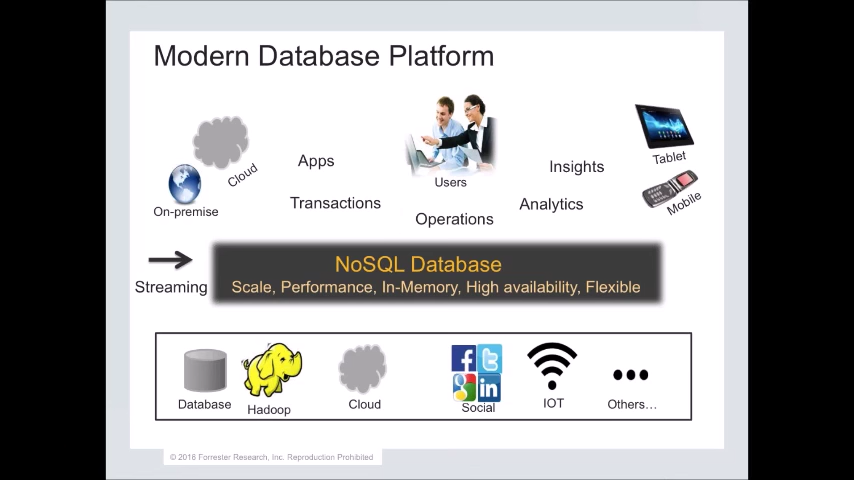 Modern Database Platform
Cloud
On-premise
Apps
Transactions
Users
Operations
Insights
Analytics
Tablet
Mobile
Streaming
NoSQL Database
Scale, Performance, In-Memory, High availability, Flexible
Database
Hadoop
Cloud
f
t
g
in
Social
IOT
Others…
© 2016 Forrester Research, Inc. Reproduction Prohibited